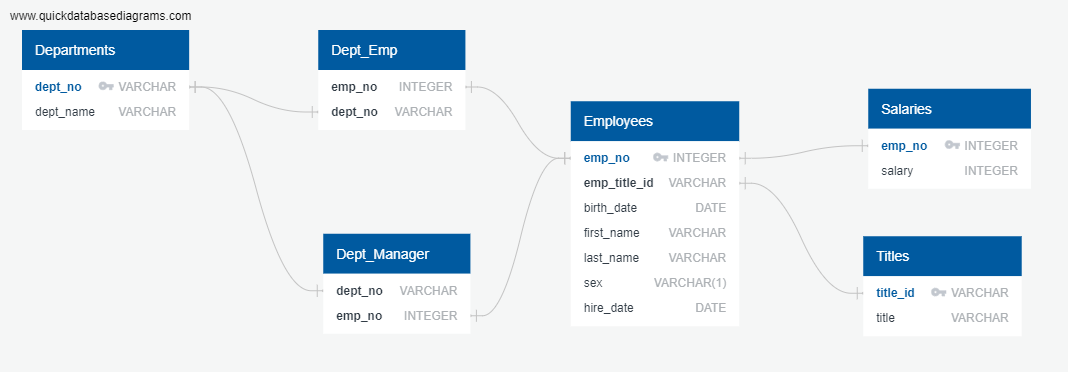 www.quickdatabasediagrams.com
Departments
dept_no VARCHAR
dept_name VARCHAR
Dept_Emp
emp_no INTEGER
dept_no VARCHAR
Dept_Manager
dept_no VARCHAR
emp_no INTEGER
Employees
emp_no INTEGER
emp_title_id VARCHAR
birth_date DATE
first_name VARCHAR
last_name VARCHAR
sex VARCHAR(1)
hire_date DATE
Salaries
emp_no INTEGER
salary INTEGER
Titles
title_id VARCHAR
title VARCHAR